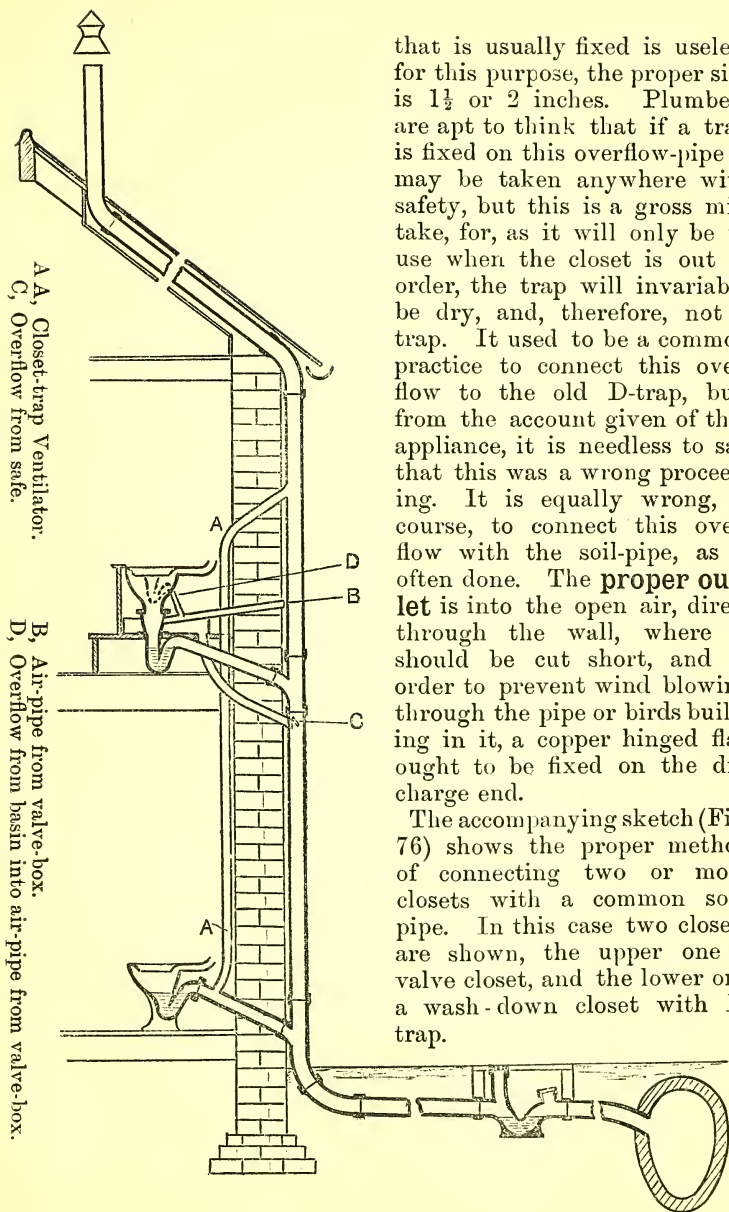 that is usually fixed is usele
for this purpose, the proper si
is 1½ or 2 inches. Plumbe
are apt to think that if a tra
is fixed on this overflow-pipe
may be taken anywhere wi
safety, but this is a gross mi
take, for, as it will only be
use when the closet is out
order, the trap will invariab
be dry, and, therefore, not
trap. It used to be a commo
practice to connect this ove
flow to the old D-trap, bu
from the account given of th
appliance, it is needless to sa
that this was a wrong procee
ing. It is equally wrong,
course, to connect this ove
flow with the soil-pipe, as
often done. The proper ou
let is into the open air, dire
through the wall, where
should be cut short, and
order to prevent wind blowin
through the pipe or birds buil
ing in it, a copper hinged fla
ought to be fixed on the di
charge end.
The accompanying sketch (Fi
76) shows the proper metho
of connecting two or mo
closets with a common so
pipe. In this case two close
are shown, the upper one
valve closet, and the lower on
a wash-down closet with
trap.
A
D
B
C
A
A A, Closet-trap Ventilator.
C, Overflow from safe.
B, Air-pipe from valve-box.
D, Overflow from basin into air-pipe from valve-box.